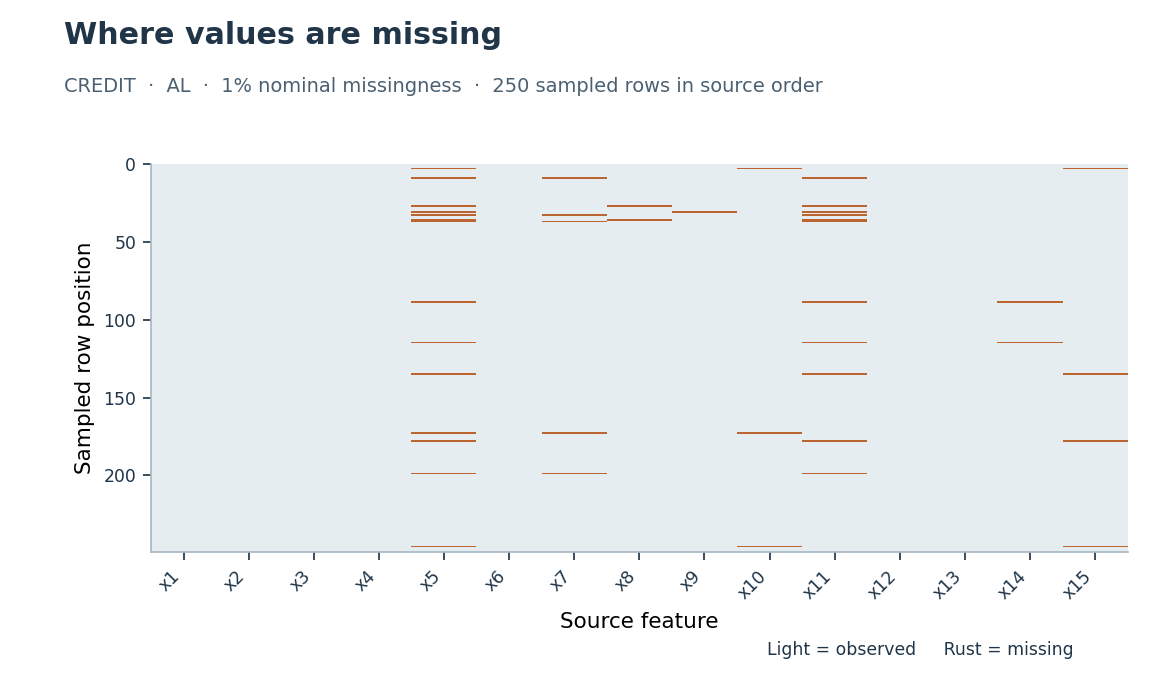 Where values are missing
CREDIT · AL · 1% nominal missingness · 250 sampled rows in source order
Sampled row position
0
50
100
150
200
x1 x2 x3 x4 x5 x6 x7 x8 x9 x10 x11 x12 x13 x14 x15
Source feature
Light = observed Rust = missing